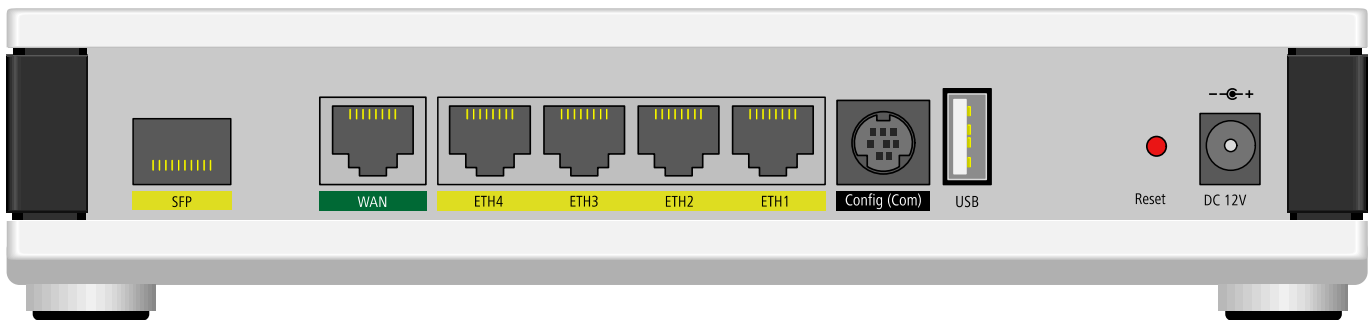 SFP
WAN
ETH4
ETH3
ETH2
ETH1
Config (Com)
USB
Reset
DC 12V